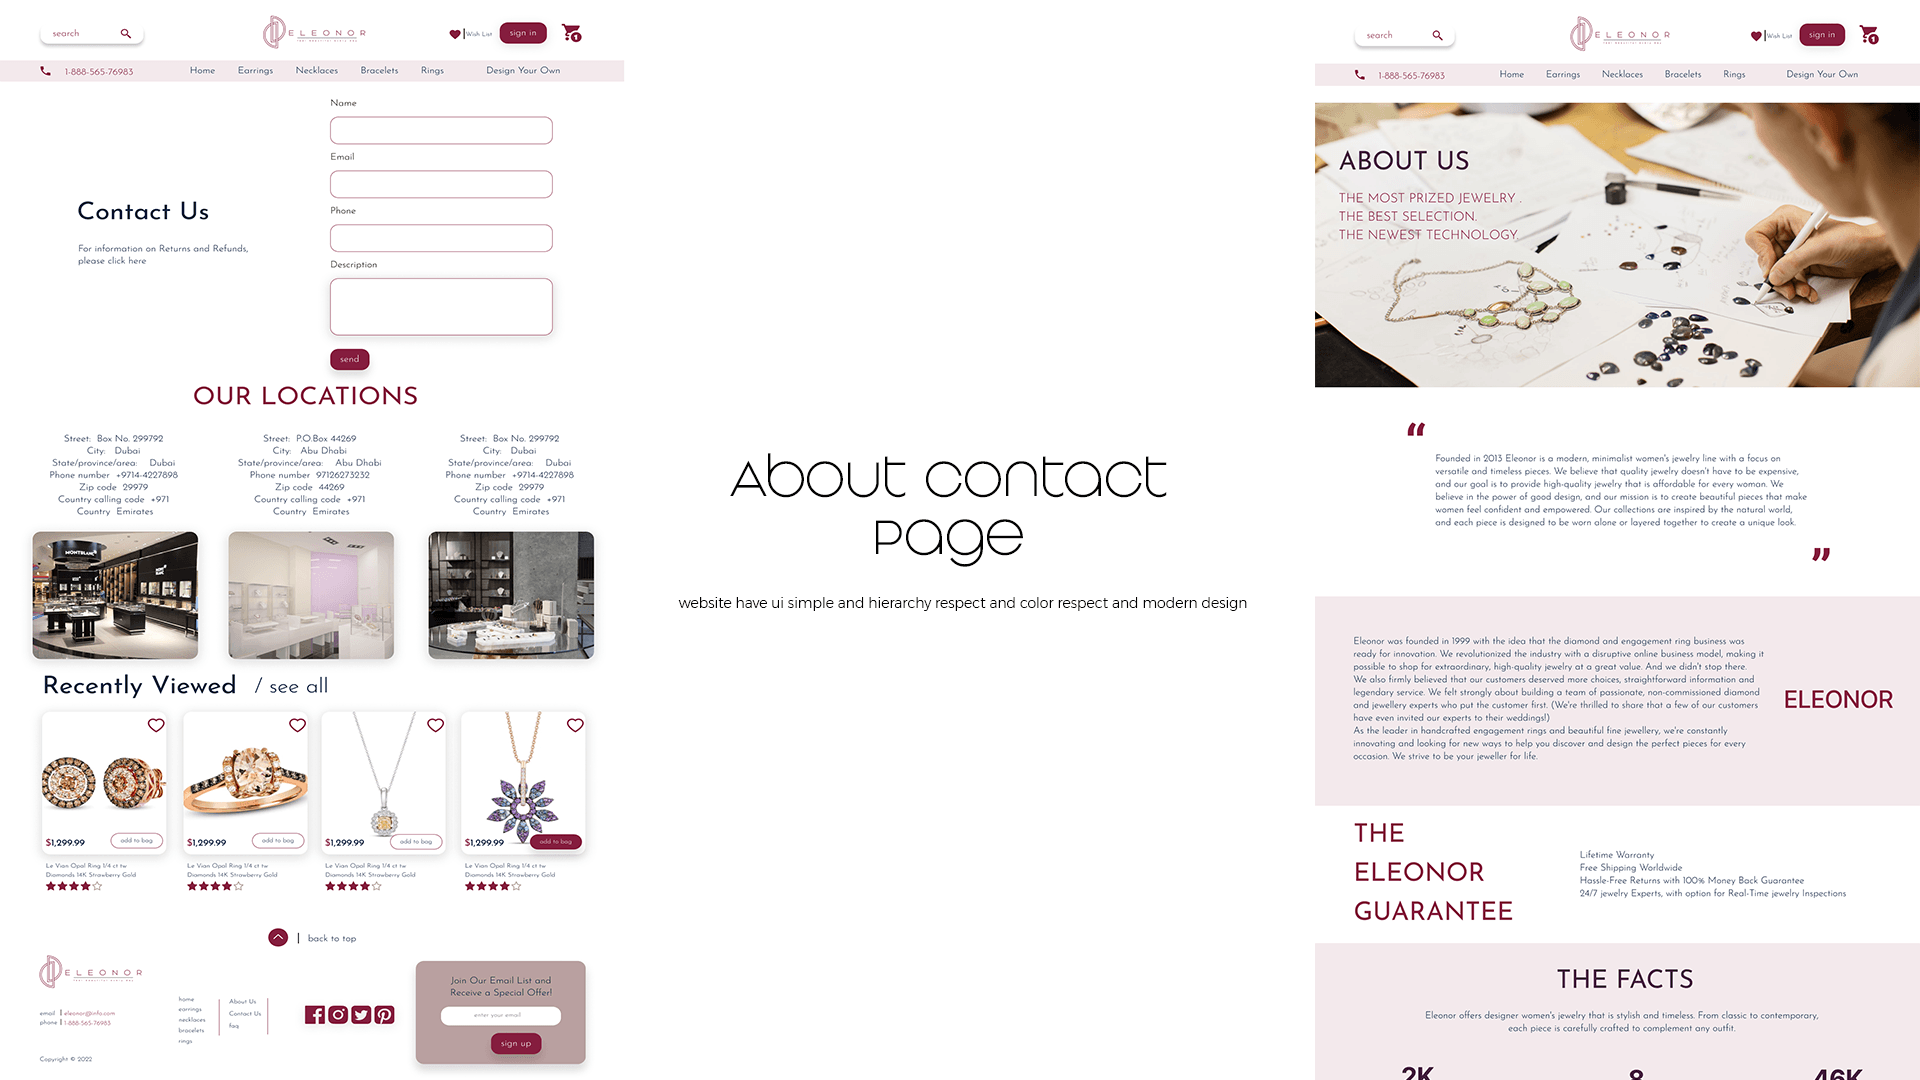 search
ELEONOR
Wish List
sign in
1
1-888-565-76983
Home
Earrings
Necklaces
Bracelets
Rings
Design Your Own
Name
Email
Phone
Description
send
Contact Us
For information on Returns and Refunds,
please click here
OUR LOCATIONS
Street: Box No. 299792
City: Dubai
State/province/area: Dubai
Phone number +9714-4227898
Zip code 29979
Country calling code +971
Country Emirates
Street: P.O.Box 44269
City: Abu Dhabi
State/province/area: Abu Dhabi
Phone number 97126273232
Zip code 44269
Country calling code +971
Country Emirates
Street: Box No. 299792
City: Dubai
State/province/area: Dubai
Phone number +9714-4227898
Zip code 29979
Country calling code +971
Country Emirates
MONTBLANC
Recently Viewed / see all
$1,299.99
add to bag
Le Vian Opal Ring 1/4 ct tw
Diamonds 14K Strawberry Gold
$1,299.99
add to bag
Le Vian Opal Ring 1/4 ct tw
Diamonds 14K Strawberry Gold
$1,299.99
add to bag
Le Vian Opal Ring 1/4 ct tw
Diamonds 14K Strawberry Gold
$1,299.99
add to bag
Le Vian Opal Ring 1/4 ct tw
Diamonds 14K Strawberry Gold
back to top
ELEONOR
email eleonor@info.com
phone 1-888-565-76983
Copyright © 2022
home
earrings
necklaces
bracelets
rings
About Us
Contact Us
faq
Join Our Email List and
Receive a Special Offer!
enter your email
sign up
About contact
page
website have ui simple and hierarchy respect and color respect and modern design
search
ELEONOR
Wish List
sign in
1
1-888-565-76983
Home
Earrings
Necklaces
Bracelets
Rings
Design Your Own
ABOUT US
THE MOST PRIZED JEWELRY .
THE BEST SELECTION.
THE NEWEST TECHNOLOGY
“
Founded in 2013 Eleonor is a modern, minimalist women's jewelry line with a focus on
versatile and timeless pieces. We believe that quality jewelry doesn't have to be expensive,
and our goal is to provide high-quality jewelry that is affordable for every woman. We
believe in the power of good design, and our mission is to create beautiful pieces that make
women feel confident and empowered. Our collections are inspired by the natural world,
and each piece is designed to be worn alone or layered together to create a unique look.
”
Eleonor was founded in 1999 with the idea that the diamond and engagement ring business was
ready for innovation. We revolutionized the industry with a disruptive online business model, making it
possible to shop for extraordinary, high-quality jewelry at a great value. And we didn't stop there.
We also firmly believed that our customers deserved more choices, straightforward information and
legendary service. We felt strongly about building a team of passionate, non-commissioned diamond
and jewellery experts who put the customer first. (We're thrilled to share that a few of our customers
have even invited our experts to their weddings!)
As the leader in handcrafted engagement rings and beautiful fine jewellery, we're constantly
innovating and looking for new ways to help you discover and design the perfect pieces for every
occasion. We strive to be your jeweller for life.
ELEONOR
THE
ELEONOR
GUARANTEE
Lifetime Warranty
Free Shipping Worldwide
Hassle-Free Returns with 100% Money Back Guarantee
24/7 jewelry Experts, with option for Real-Time jewelry Inspections
THE FACTS
Eleonor offers designer women's jewelry that is stylish and timeless. From classic to contemporary,
each piece is carefully crafted to complement any outfit.
2K
8
46K